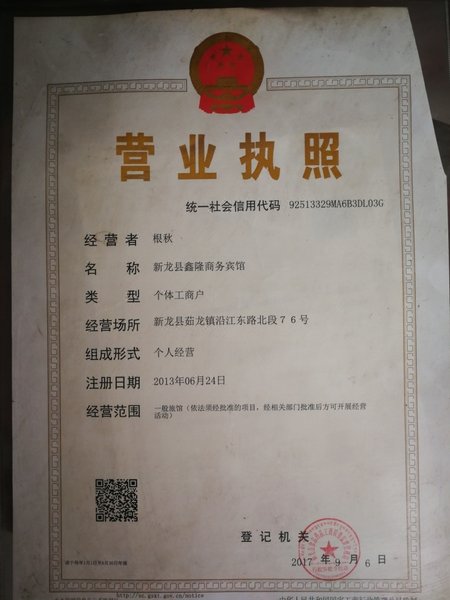 营业执照
统一社会信用代码 92513329MA6B3DL03G
经营者 根秋
名称 新龙县鑫隆商务宾馆
类型 个体工商户
经营场所 新龙县茹龙镇沿江东路北段76号
组成形式 个人经营
注册日期 2013年06月24日
经营范围 一般旅馆（依法须经批准的项目，经相关部门批准后方可开展经营
活动）
登记机关
2017年9月6日